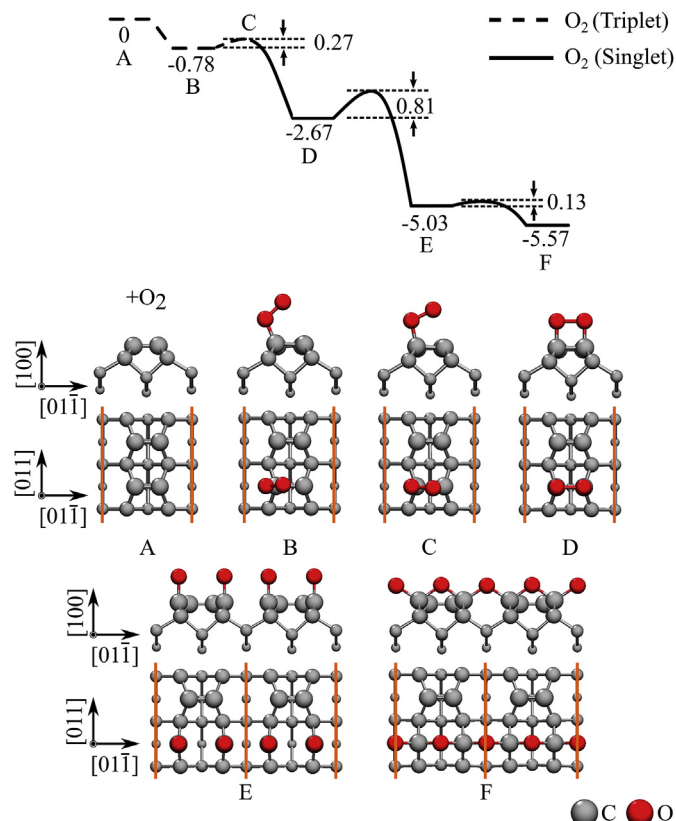 C
O₂ (Triplet)
0
0.27
O₂ (Singlet)
A
-0.78
B
0.81
-2.67
D
0.13
-5.03
-5.57
E
F
+O₂
[100]
[011̄]
[011]
[011̄]
A
B
C
D
[100]
[011̄]
[011]
[011̄]
E
F
C
O